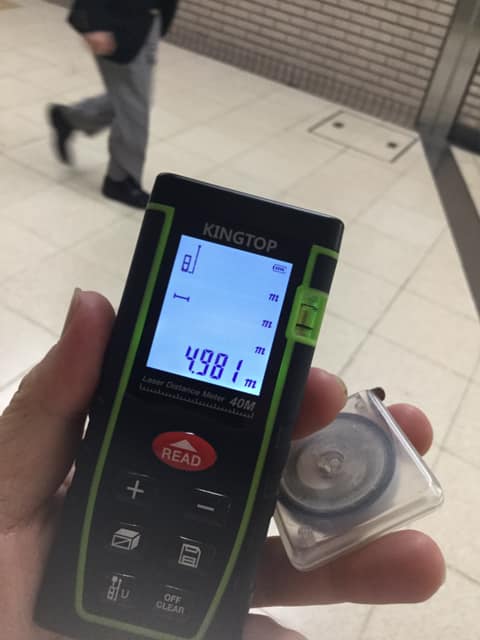 KINGTOP
m
m
m
4.981 m
Laser Distance Meter 40M
READ
+
−
U
OFF
CLEAR